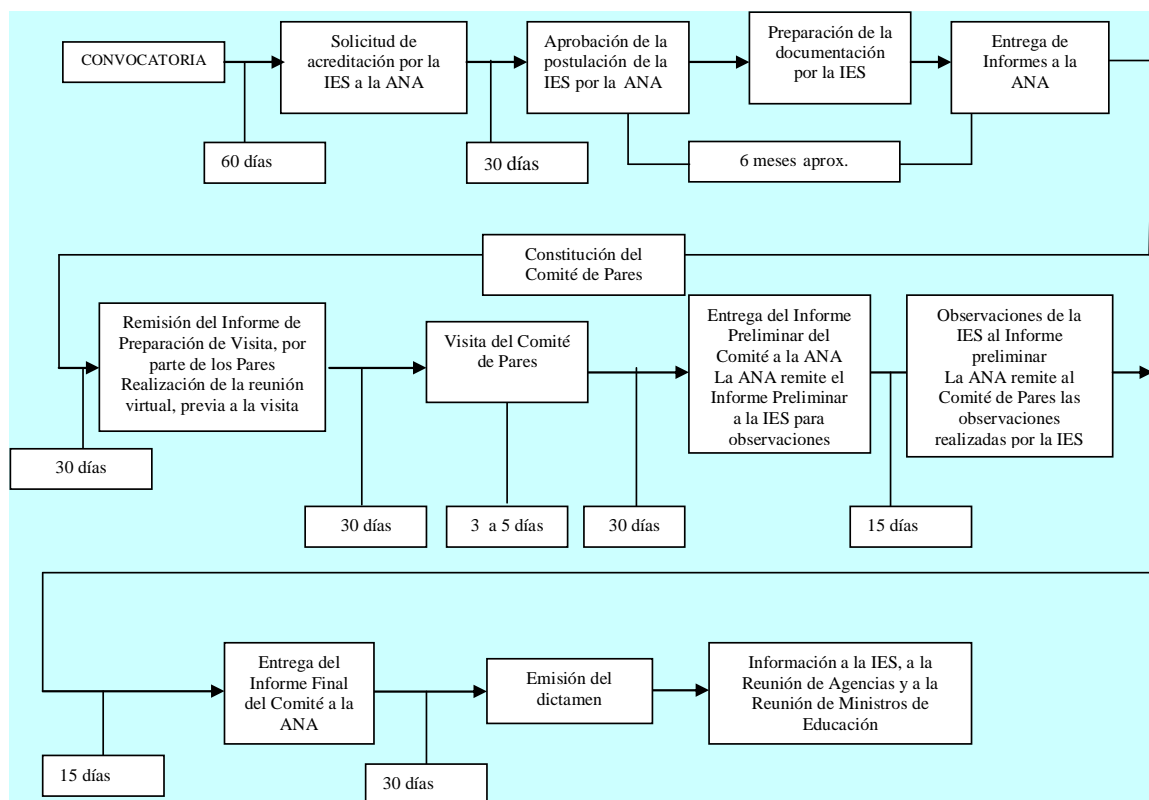 CONVOCATORIA
Solicitud de
acreditación por la
IES a la ANA
Aprobación de la
postulación de la
IES por la ANA
Preparación de la
documentación
por la IES
Entrega de
Informes a la
ANA
60 días
30 días
6 meses aprox.
Constitución del
Comité de Pares
Remisión del Informe de
Preparación de Visita, por
parte de los Pares
Realización de la reunión
virtual, previa a la visita
Visita del Comité
de Pares
Entrega del Informe
Preliminar del
Comité a la ANA
La ANA remite el
Informe Preliminar
a la IES para
observaciones
Observaciones de la
IES al Informe
preliminar
La ANA remite al
Comité de Pares las
observaciones
realizadas por la IES
30 días
30 días
3 a 5 días
30 días
15 días
Entrega del
Informe Final
del Comité a la
ANA
Emisión del
dictamen
Información a la IES, a la
Reunión de Agencias y a la
Reunión de Ministros de
Educación
15 días
30 días